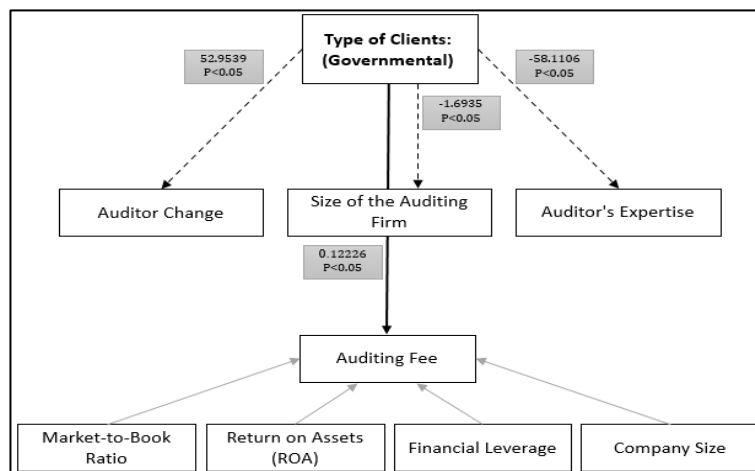 Type of Clients:
(Governmental)
52.9539
P<0.05
-58.1106
P<0.05
-1.6935
P<0.05
Auditor Change
Size of the Auditing
Firm
Auditor's Expertise
0.12226
P<0.05
Auditing Fee
Market-to-Book
Ratio
Return on Assets
(ROA)
Financial Leverage
Company Size